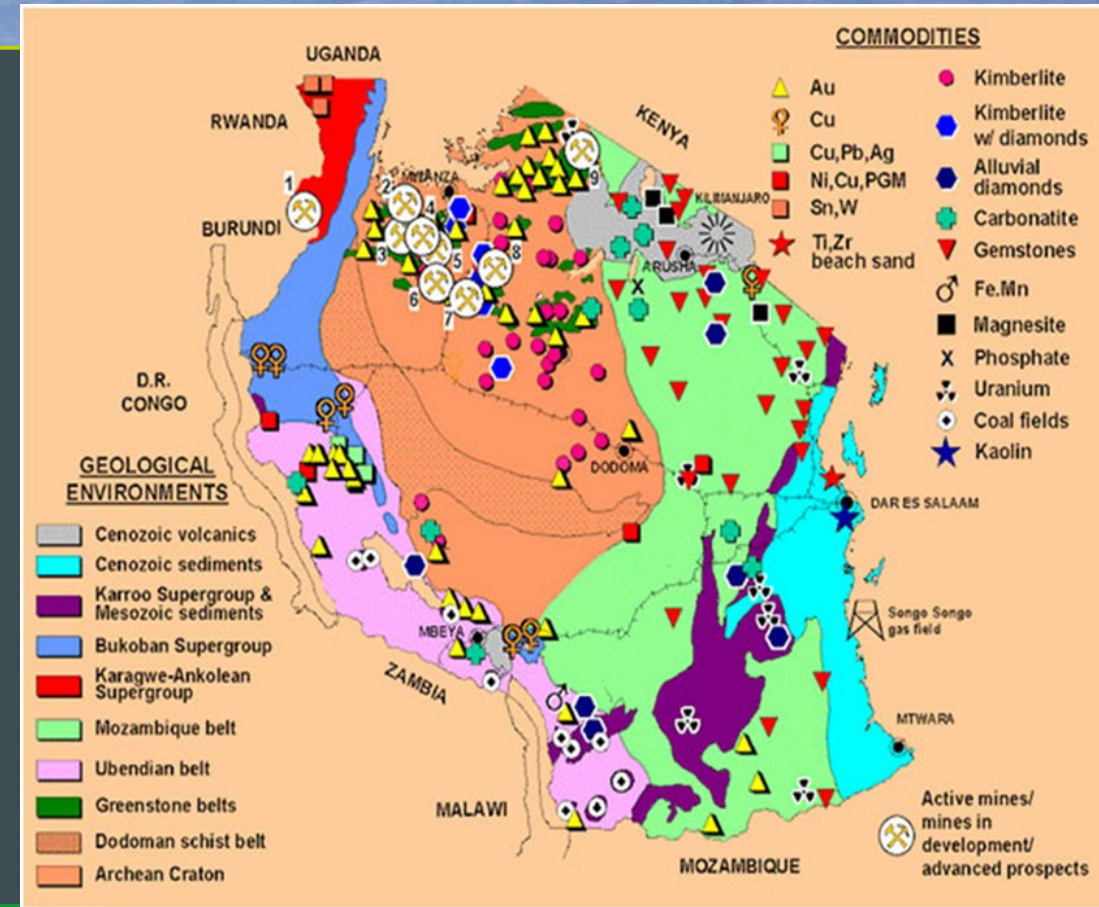 UGANDA
RWANDA
BURUNDI
D.R.
CONGO
ZAMBIA
MALAWI
MOZAMBIQUE
KENYA
MWANZA
KILIMANJARO
ARUSHA
DODOMA
DAR ES SALAAM
MBEYA
MTWARA
Songo Songo
gas field
1
2
3
4
5
6
7
8
9
X
COMMODITIES
Au
Cu
Cu,Pb,Ag
Ni,Cu,PGM
Sn,W
Ti,Zr
beach sand
Kimberlite
Kimberlite
w/ diamonds
Alluvial
diamonds
Carbonatite
Gemstones
Fe.Mn
Magnesite
X Phosphate
Uranium
Coal fields
Kaolin
GEOLOGICAL
ENVIRONMENTS
Cenozoic volcanics
Cenozoic sediments
Karroo Supergroup &
Mesozoic sediments
Bukoban Supergroup
Karagwe-Ankolean
Supergroup
Mozambique belt
Ubendian belt
Greenstone belts
Dodoman schist belt
Archean Craton
Active mines/
mines in
development/
advanced prospects